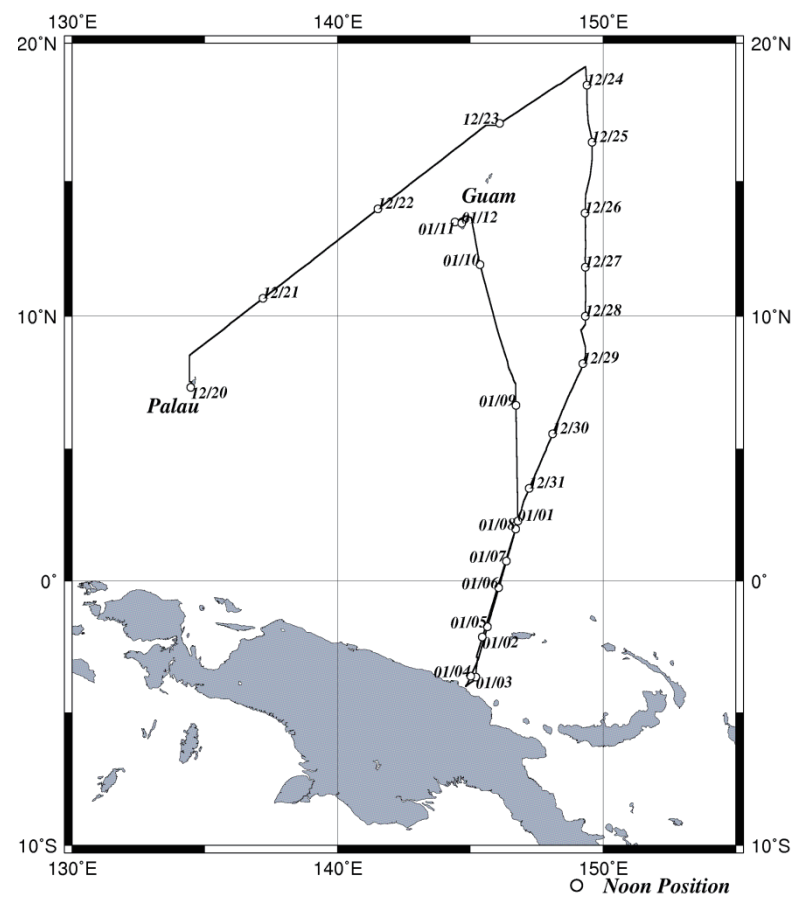 130˚E 140˚E 150˚E
20˚N 20˚N
12/24
12/23
12/25
Guam
12/22
12/26
01/12
01/11
01/10 12/27
12/21
10˚N 12/28 10˚N
12/29
12/20
01/09
Palau
12/30
12/31
01/01
01/08
01/07
0˚ 01/06 0˚
01/05
01/02
01/04
01/03
10˚S 10˚S
130˚E 140˚E 150˚E
Noon Position